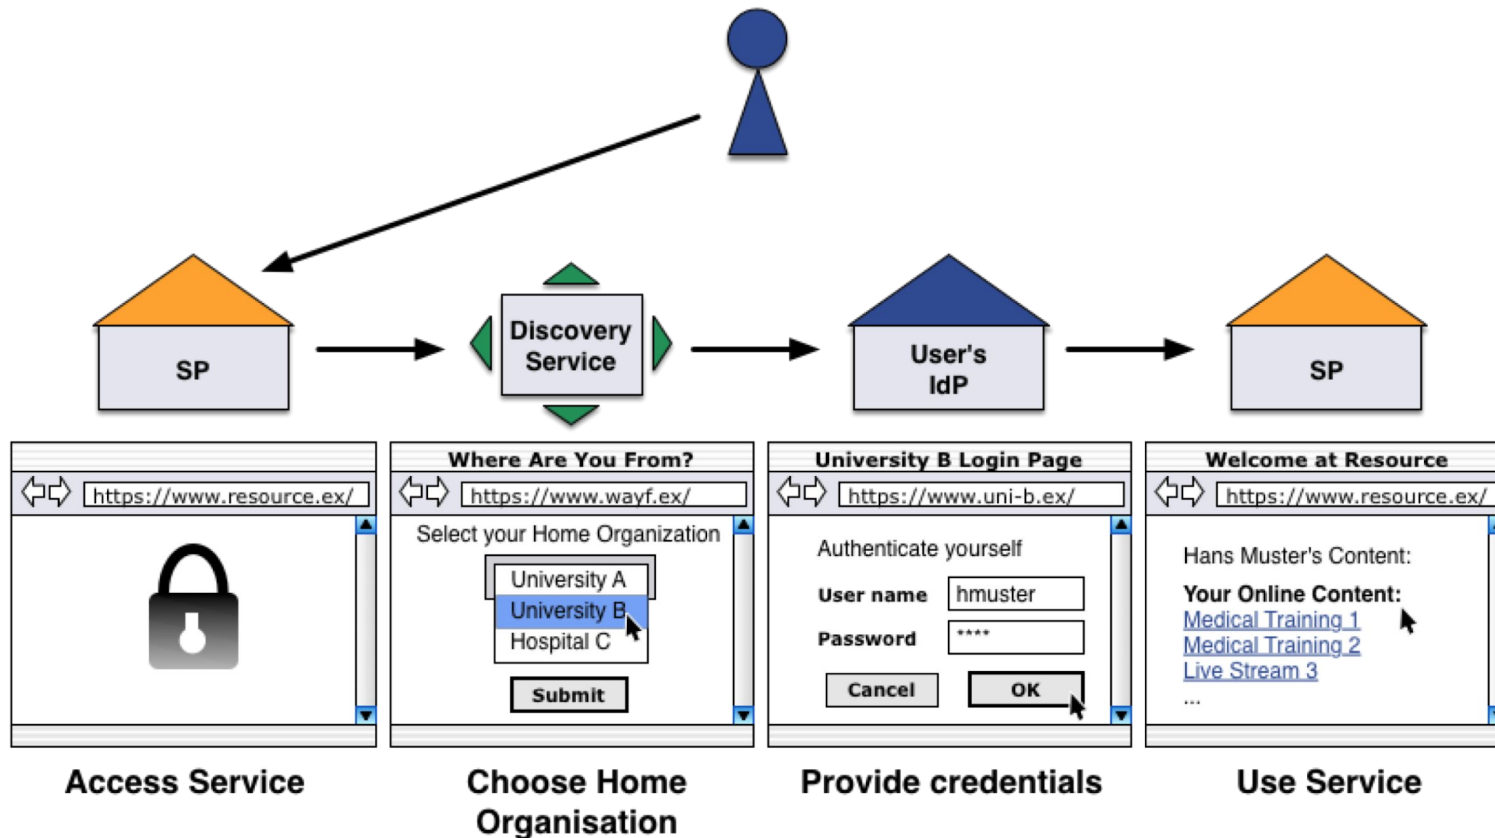 SP
Discovery
Service
User's
IdP
SP
https://www.resource.ex/
Where Are You From?
https://www.wayf.ex/
Select your Home Organization
University A
University B
Hospital C
Submit
University B Login Page
https://www.uni-b.ex/
Authenticate yourself
User name hmuster
Password ****
Cancel OK
Welcome at Resource
https://www.resource.ex/
Hans Muster's Content:
Your Online Content:
Medical Training 1
Medical Training 2
Live Stream 3
...
Access Service
Choose Home
Organisation
Provide credentials
Use Service